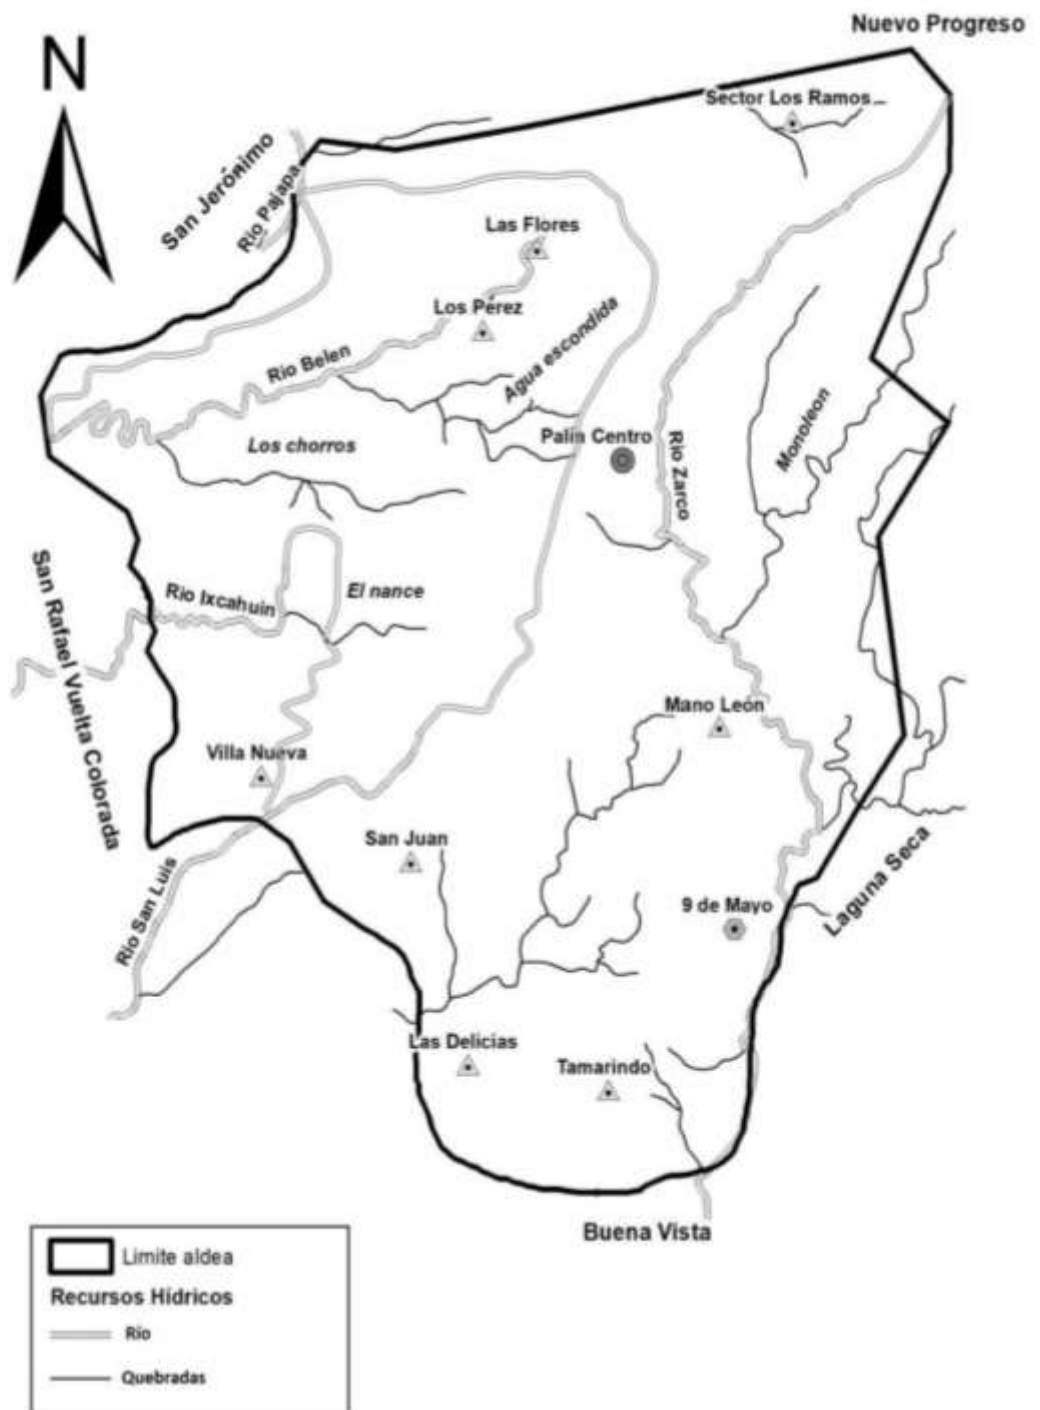 Nuevo Progreso
N
Sector Los Ramos
San Jerónimo
Rio Pajapa
Las Flores
Los Pérez
Agua escondida
Rio Belen
Monoleon
Palin Centro
Los chorros
Rio Zarco
San Rafael Vuelta Colorada
Rio Ixcahuin
El nance
Mano León
Villa Nueva
San Juan
Laguna Seca
Rio San Luis
9 de Mayo
Las Delicias
Tamarindo
Buena Vista
Limite aldea
Recursos Hídricos
Río
Quebradas